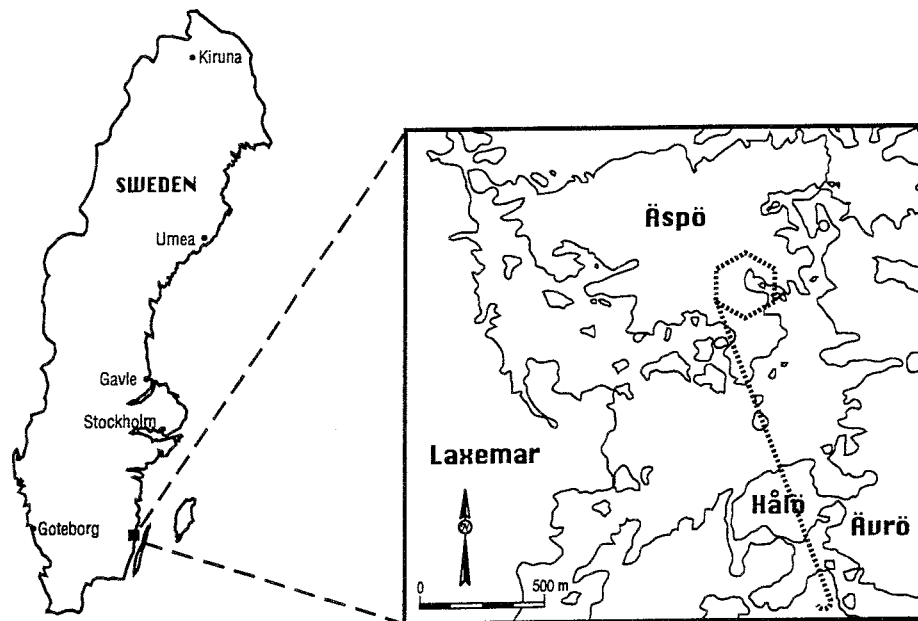 Kiruna
SWEDEN
Umea
Gavle
Stockholm
Goteborg
Äspö
Laxemar
Hålö
Ävrö
0 500 m